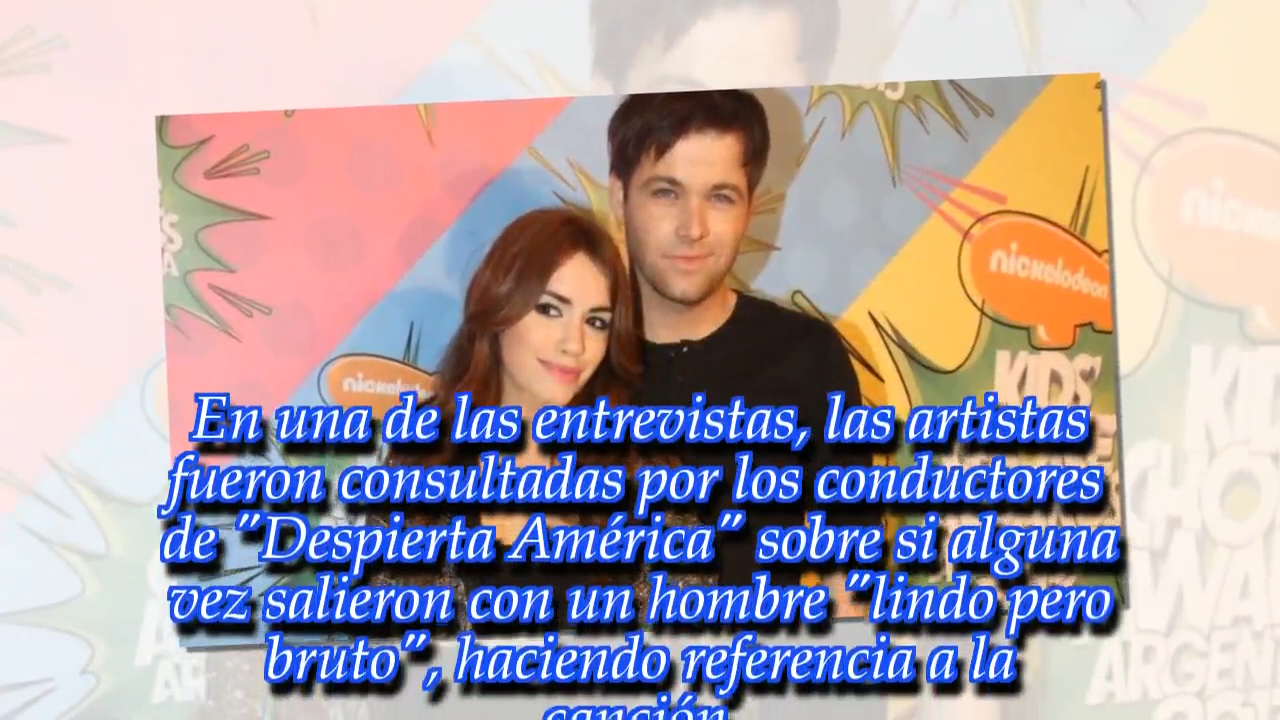 nickelodeon
KIDS'
En una de las entrevistas, las artistas
fueron consultadas por los conductores
de "Despierta América" sobre si alguna
vez salieron con un hombre "lindo pero
bruto", haciendo referencia a la
canción